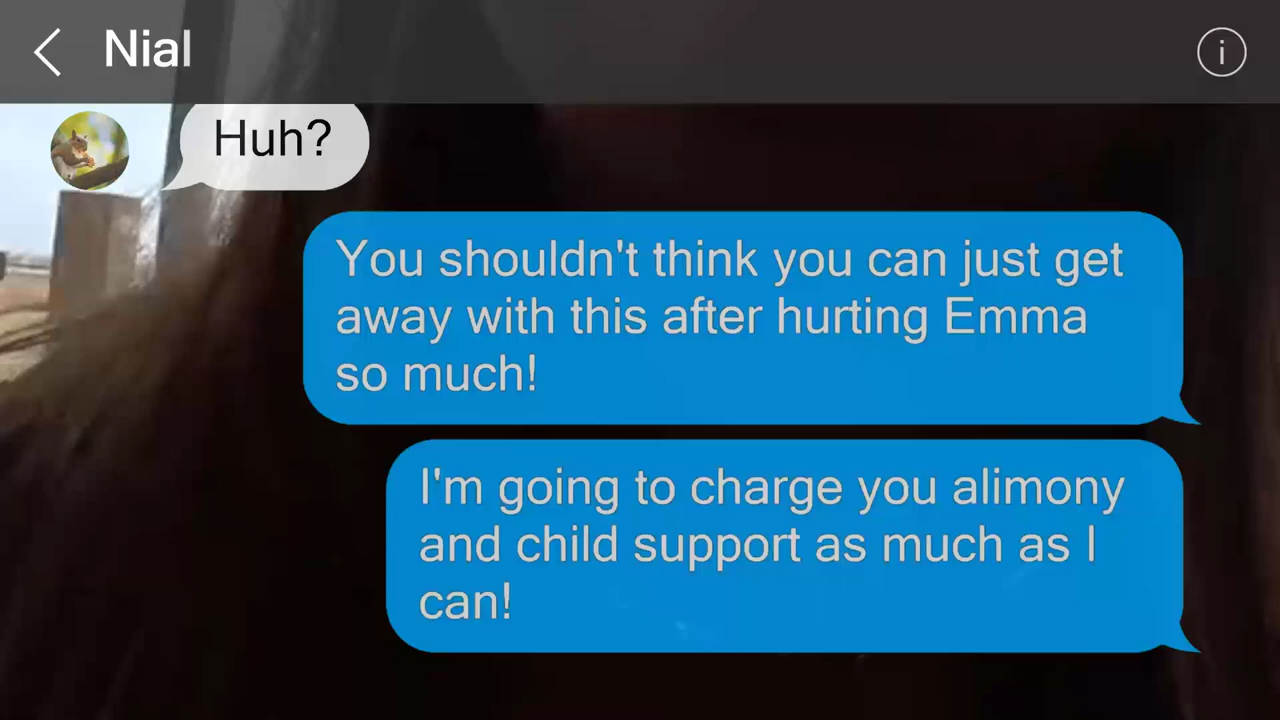 Nial
Huh?
You shouldn't think you can just get
away with this after hurting Emma
so much!
I'm going to charge you alimony
and child support as much as I
can!